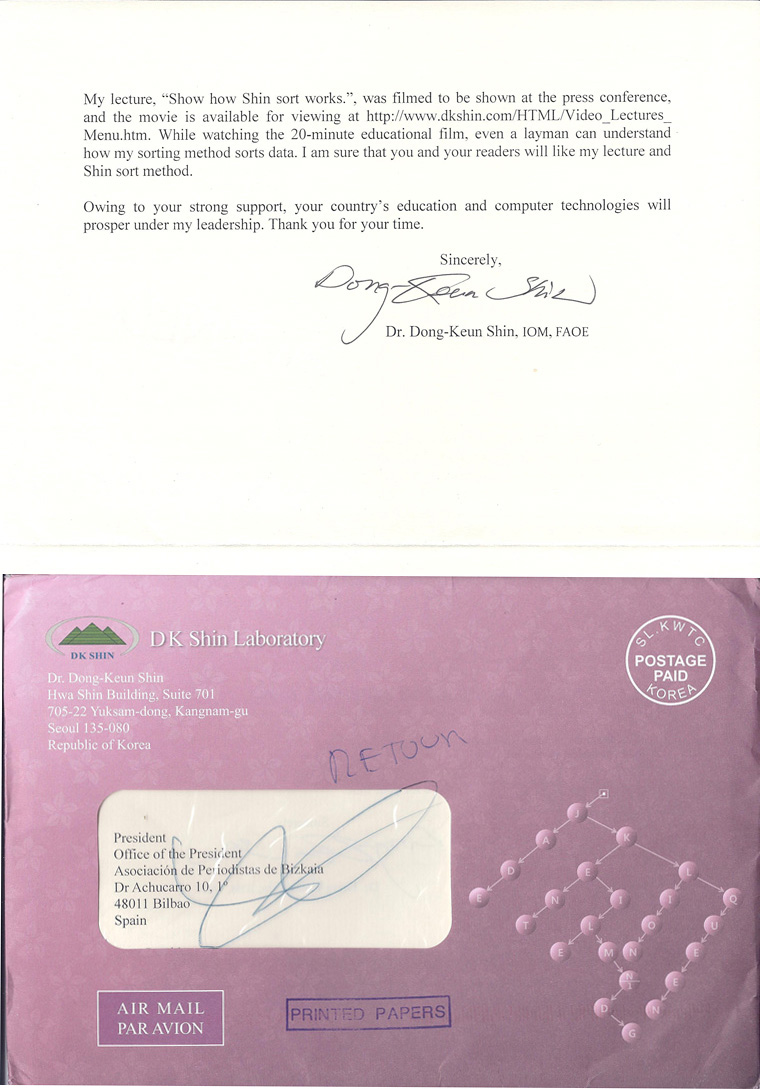 My lecture, “Show how Shin sort works.”, was filmed to be shown at the press conference,
and the movie is available for viewing at http://www.dkshin.com/HTML/Video_Lectures_
Menu.htm. While watching the 20-minute educational film, even a layman can understand
how my sorting method sorts data. I am sure that you and your readers will like my lecture and
Shin sort method.
Owing to your strong support, your country’s education and computer technologies will
prosper under my leadership. Thank you for your time.
Sincerely,
Dong-Keun Shin
Dr. Dong-Keun Shin, IOM, FAOE
DK SHIN
DK Shin Laboratory
Dr. Dong-Keun Shin
Hwa Shin Building, Suite 701
705-22 Yuksam-dong, Kangnam-gu
Seoul 135-080
Republic of Korea
SL.KWTC
POSTAGE
PAID
KOREA
RETOUR
President
Office of the President
Asociación de Periodistas de Bizkaia
Dr Achucarro 10, 1º
48011 Bilbao
Spain
J
A K
D E L
N I I Q
T L O U
E M N E
E
D N
G
AIR MAIL
PAR AVION
PRINTED PAPERS